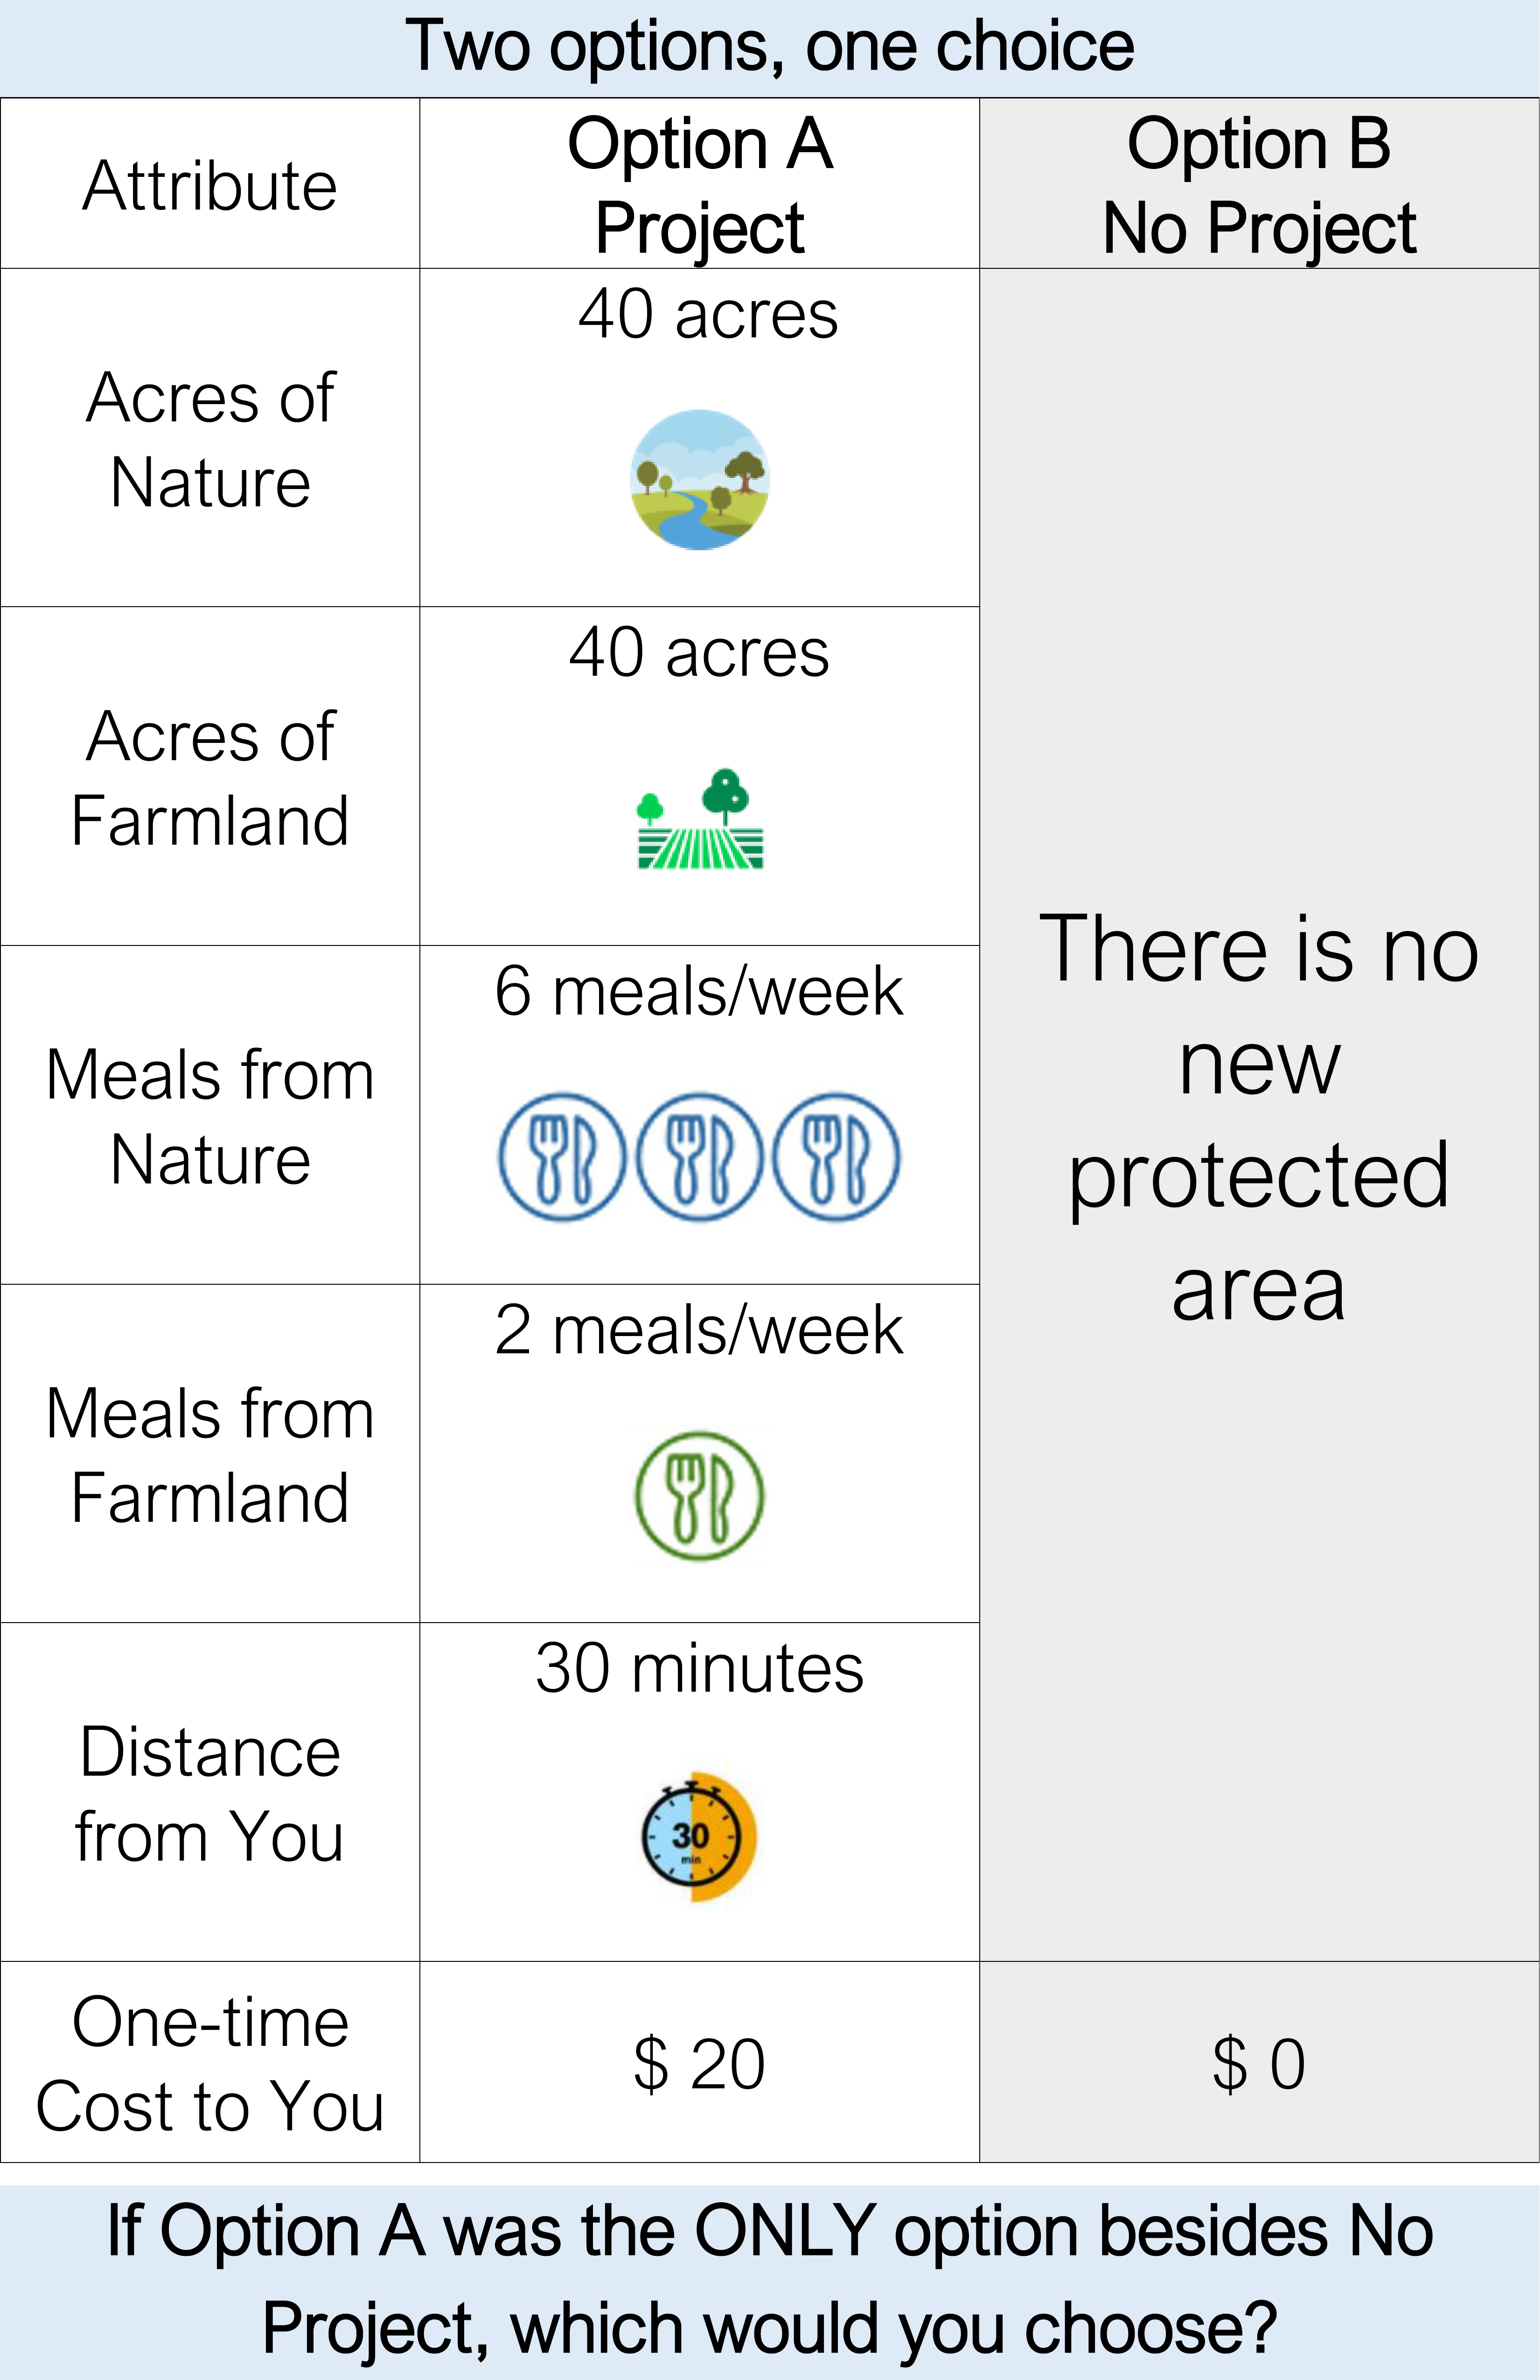 Two options, one choice
Attribute
Option A
Project
Option B
No Project
Acres of
Nature
40 acres
Acres of
Farmland
40 acres
Meals from
Nature
6 meals/week
Meals from
Farmland
2 meals/week
Distance
from You
30 minutes
30
min
There is no
new
protected
area
One-time
Cost to You
$ 20
$ 0
If Option A was the ONLY option besides No
Project, which would you choose?